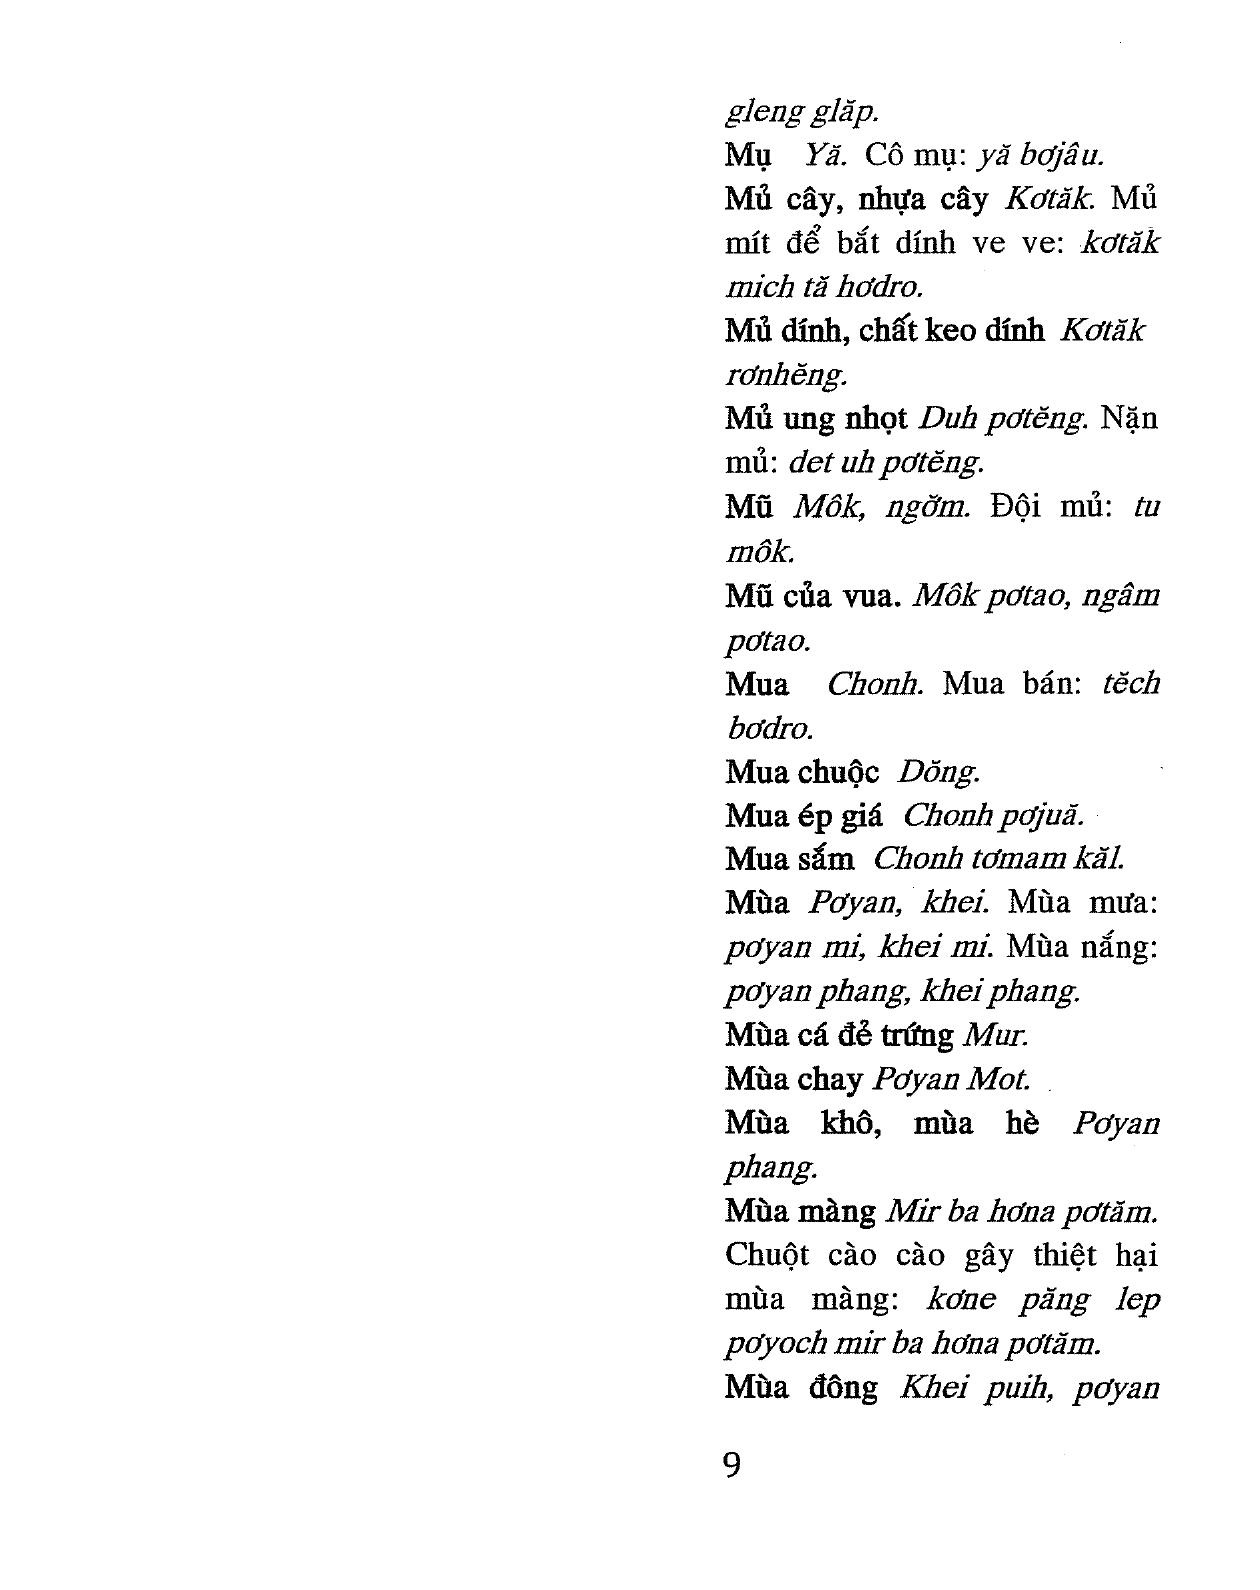 gleng glăp.
Mụ Yă. Cô mụ: yă bơjâu.
Mủ cây, nhựa cây Kơtăk. Mủ
mít để bắt dính ve ve: kơtăk
mich tă hơdro.
Mủ dính, chất keo dính Kơtăk
rơnhĕng.
Mủ ung nhọt Duh pơtĕng. Nặn
mủ: det uh pơtĕng.
Mũ Môk, ngơ̆m. Đội mủ: tu
môk.
Mũ của vua. Môk pơtao, ngâm
pơtao.
Mua Chonh. Mua bán: tĕch
bơdro.
Mua chuộc Dŏng.
Mua ép giá Chonh pơjuă.
Mua sắm Chonh tơmam kăl.
Mùa Pơyan, khei. Mùa mưa:
pơyan mi, khei mi. Mùa nắng:
pơyan phang, khei phang.
Mùa cá đẻ trứng Mur.
Mùa chay Pơyan Mot.
Mùa khô, mùa hè Pơyan
phang.
Mùa màng Mir ba hơna pơtăm.
Chuột cào cào gây thiệt hại
mùa màng: kơne păng lep
pơyoch mir ba hơna pơtăm.
Mùa đông Khei puih, pơyan
9